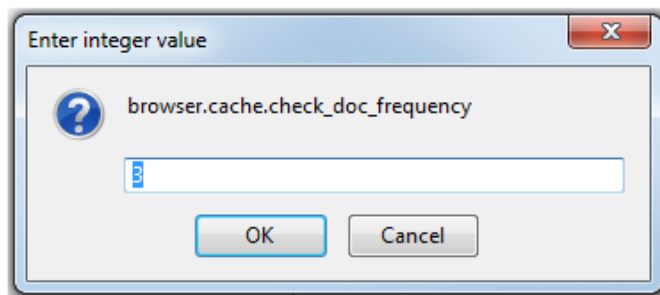 Enter integer value
browser.cache.check_doc_frequency
3
OK
Cancel